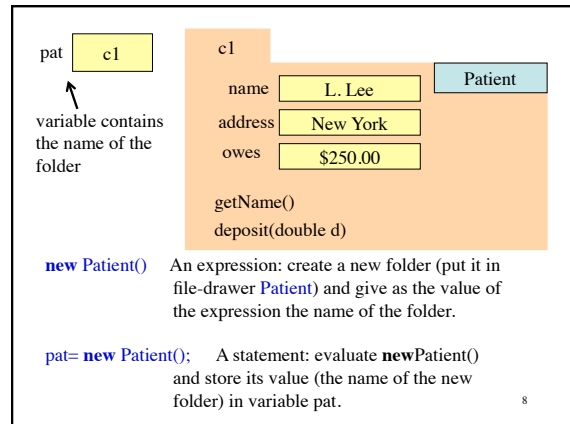 pat
c1
variable contains
the name of the
folder
c1
Patient
name
L. Lee
address
New York
owes
$250.00
getName()
deposit(double d)
new Patient() An expression: create a new folder (put it in
file-drawer Patient) and give as the value of
the expression the name of the folder.
pat= new Patient(); A statement: evaluate newPatient()
and store its value (the name of the new
folder) in variable pat.
8